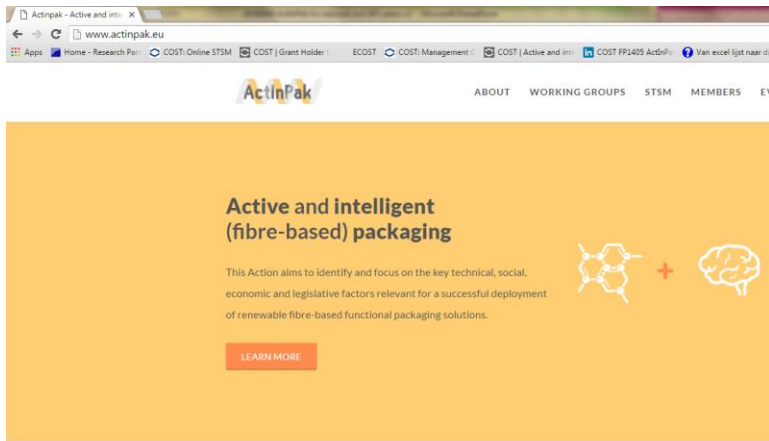 Actinpak - Active and inte
www.actinpak.eu
Apps Home - Research Par COST: Online STSM COST | Grant Holder ECOST COST: Management COST | Active and inte COST FP1405 ActInPa Van excel lijst naar
ActInPak
ABOUT WORKING GROUPS STSM MEMBERS
Active and intelligent
(fibre-based) packaging
This Action aims to identify and focus on the key technical, social,
economic and legislative factors relevant for a successful deployment
of renewable fibre-based functional packaging solutions.
LEARN MORE